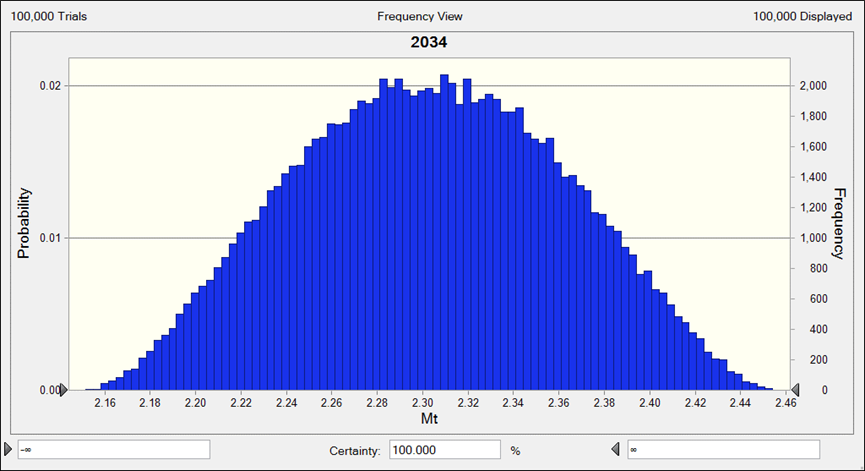 100,000 Trials Frequency View 100,000 Displayed
2034
0.02 2,000
1,800
1,600
1,400
1,200
0.01 1,000
800
600
400
200
0.00 0
Probability
Frequency
2.16 2.18 2.20 2.22 2.24 2.26 2.28 2.30 2.32 2.34 2.36 2.38 2.40 2.42 2.44 2.46
Mt
-∞ Certainty: 100.000 % ∞